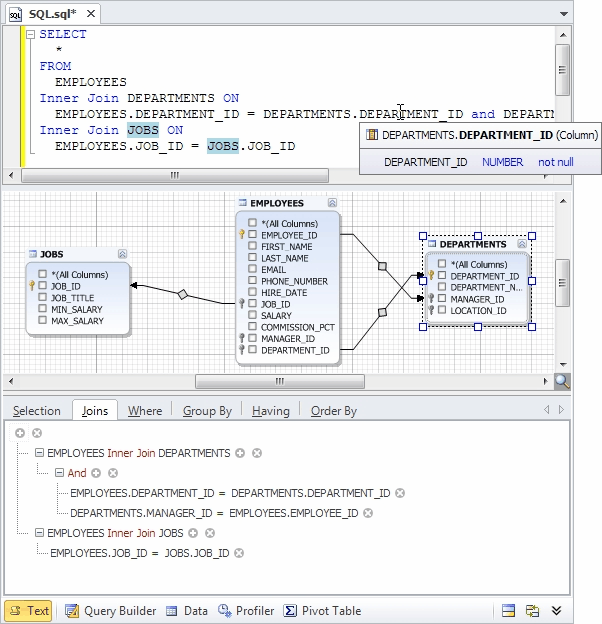 SQL.sql*
SELECT
*
FROM
EMPLOYEES
Inner Join DEPARTMENTS ON
EMPLOYEES.DEPARTMENT_ID = DEPARTMENTS.DEPARTMENT_ID and DEPARTM
Inner Join JOBS ON
EMPLOYEES.JOB_ID = JOBS.JOB_ID
DEPARTMENTS.DEPARTMENT_ID (Column)
DEPARTMENT_ID NUMBER not null
JOBS
*(All Columns)
JOB_ID
JOB_TITLE
MIN_SALARY
MAX_SALARY
EMPLOYEES
*(All Columns)
EMPLOYEE_ID
FIRST_NAME
LAST_NAME
EMAIL
PHONE_NUMBER
HIRE_DATE
JOB_ID
SALARY
COMMISSION_PCT
MANAGER_ID
DEPARTMENT_ID
DEPARTMENTS
*(All Columns)
DEPARTMENT_ID
DEPARTMENT_N...
MANAGER_ID
LOCATION_ID
Selection Joins Where Group By Having Order By
EMPLOYEES Inner Join DEPARTMENTS
And
EMPLOYEES.DEPARTMENT_ID = DEPARTMENTS.DEPARTMENT_ID
DEPARTMENTS.MANAGER_ID = EMPLOYEES.EMPLOYEE_ID
EMPLOYEES Inner Join JOBS
EMPLOYEES.JOB_ID = JOBS.JOB_ID
Text Query Builder Data Profiler Pivot Table